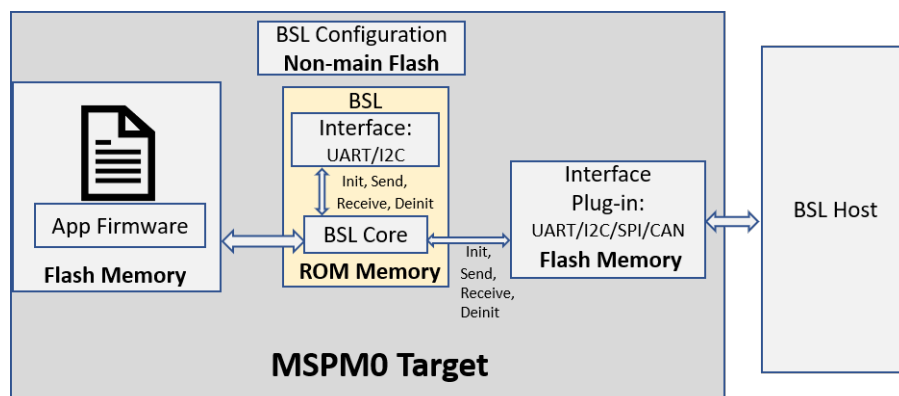 BSL Configuration
Non-main Flash
App Firmware
Flash Memory
BSL
Interface:
UART/I2C
Init, Send,
Receive, Deinit
BSL Core
ROM Memory
Init,
Send,
Receive,
Deinit
Interface
Plug-in:
UART/I2C/SPI/CAN
Flash Memory
BSL Host
MSPM0 Target